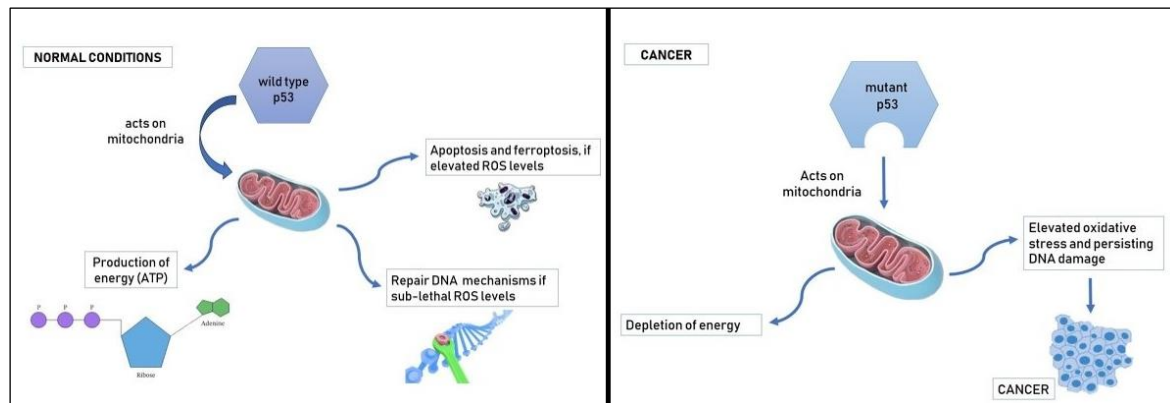 NORMAL CONDITIONS
wild type
p53
acts on
mitochondria
Apoptosis and ferroptosis, if
elevated ROS levels
Production of
energy (ATP)
Repair DNA mechanisms if
sub-lethal ROS levels
P
P
P
Adenine
Ribose
CANCER
mutant
p53
Acts on
mitochondria
Elevated oxidative
stress and persisting
DNA damage
Depletion of energy
CANCER